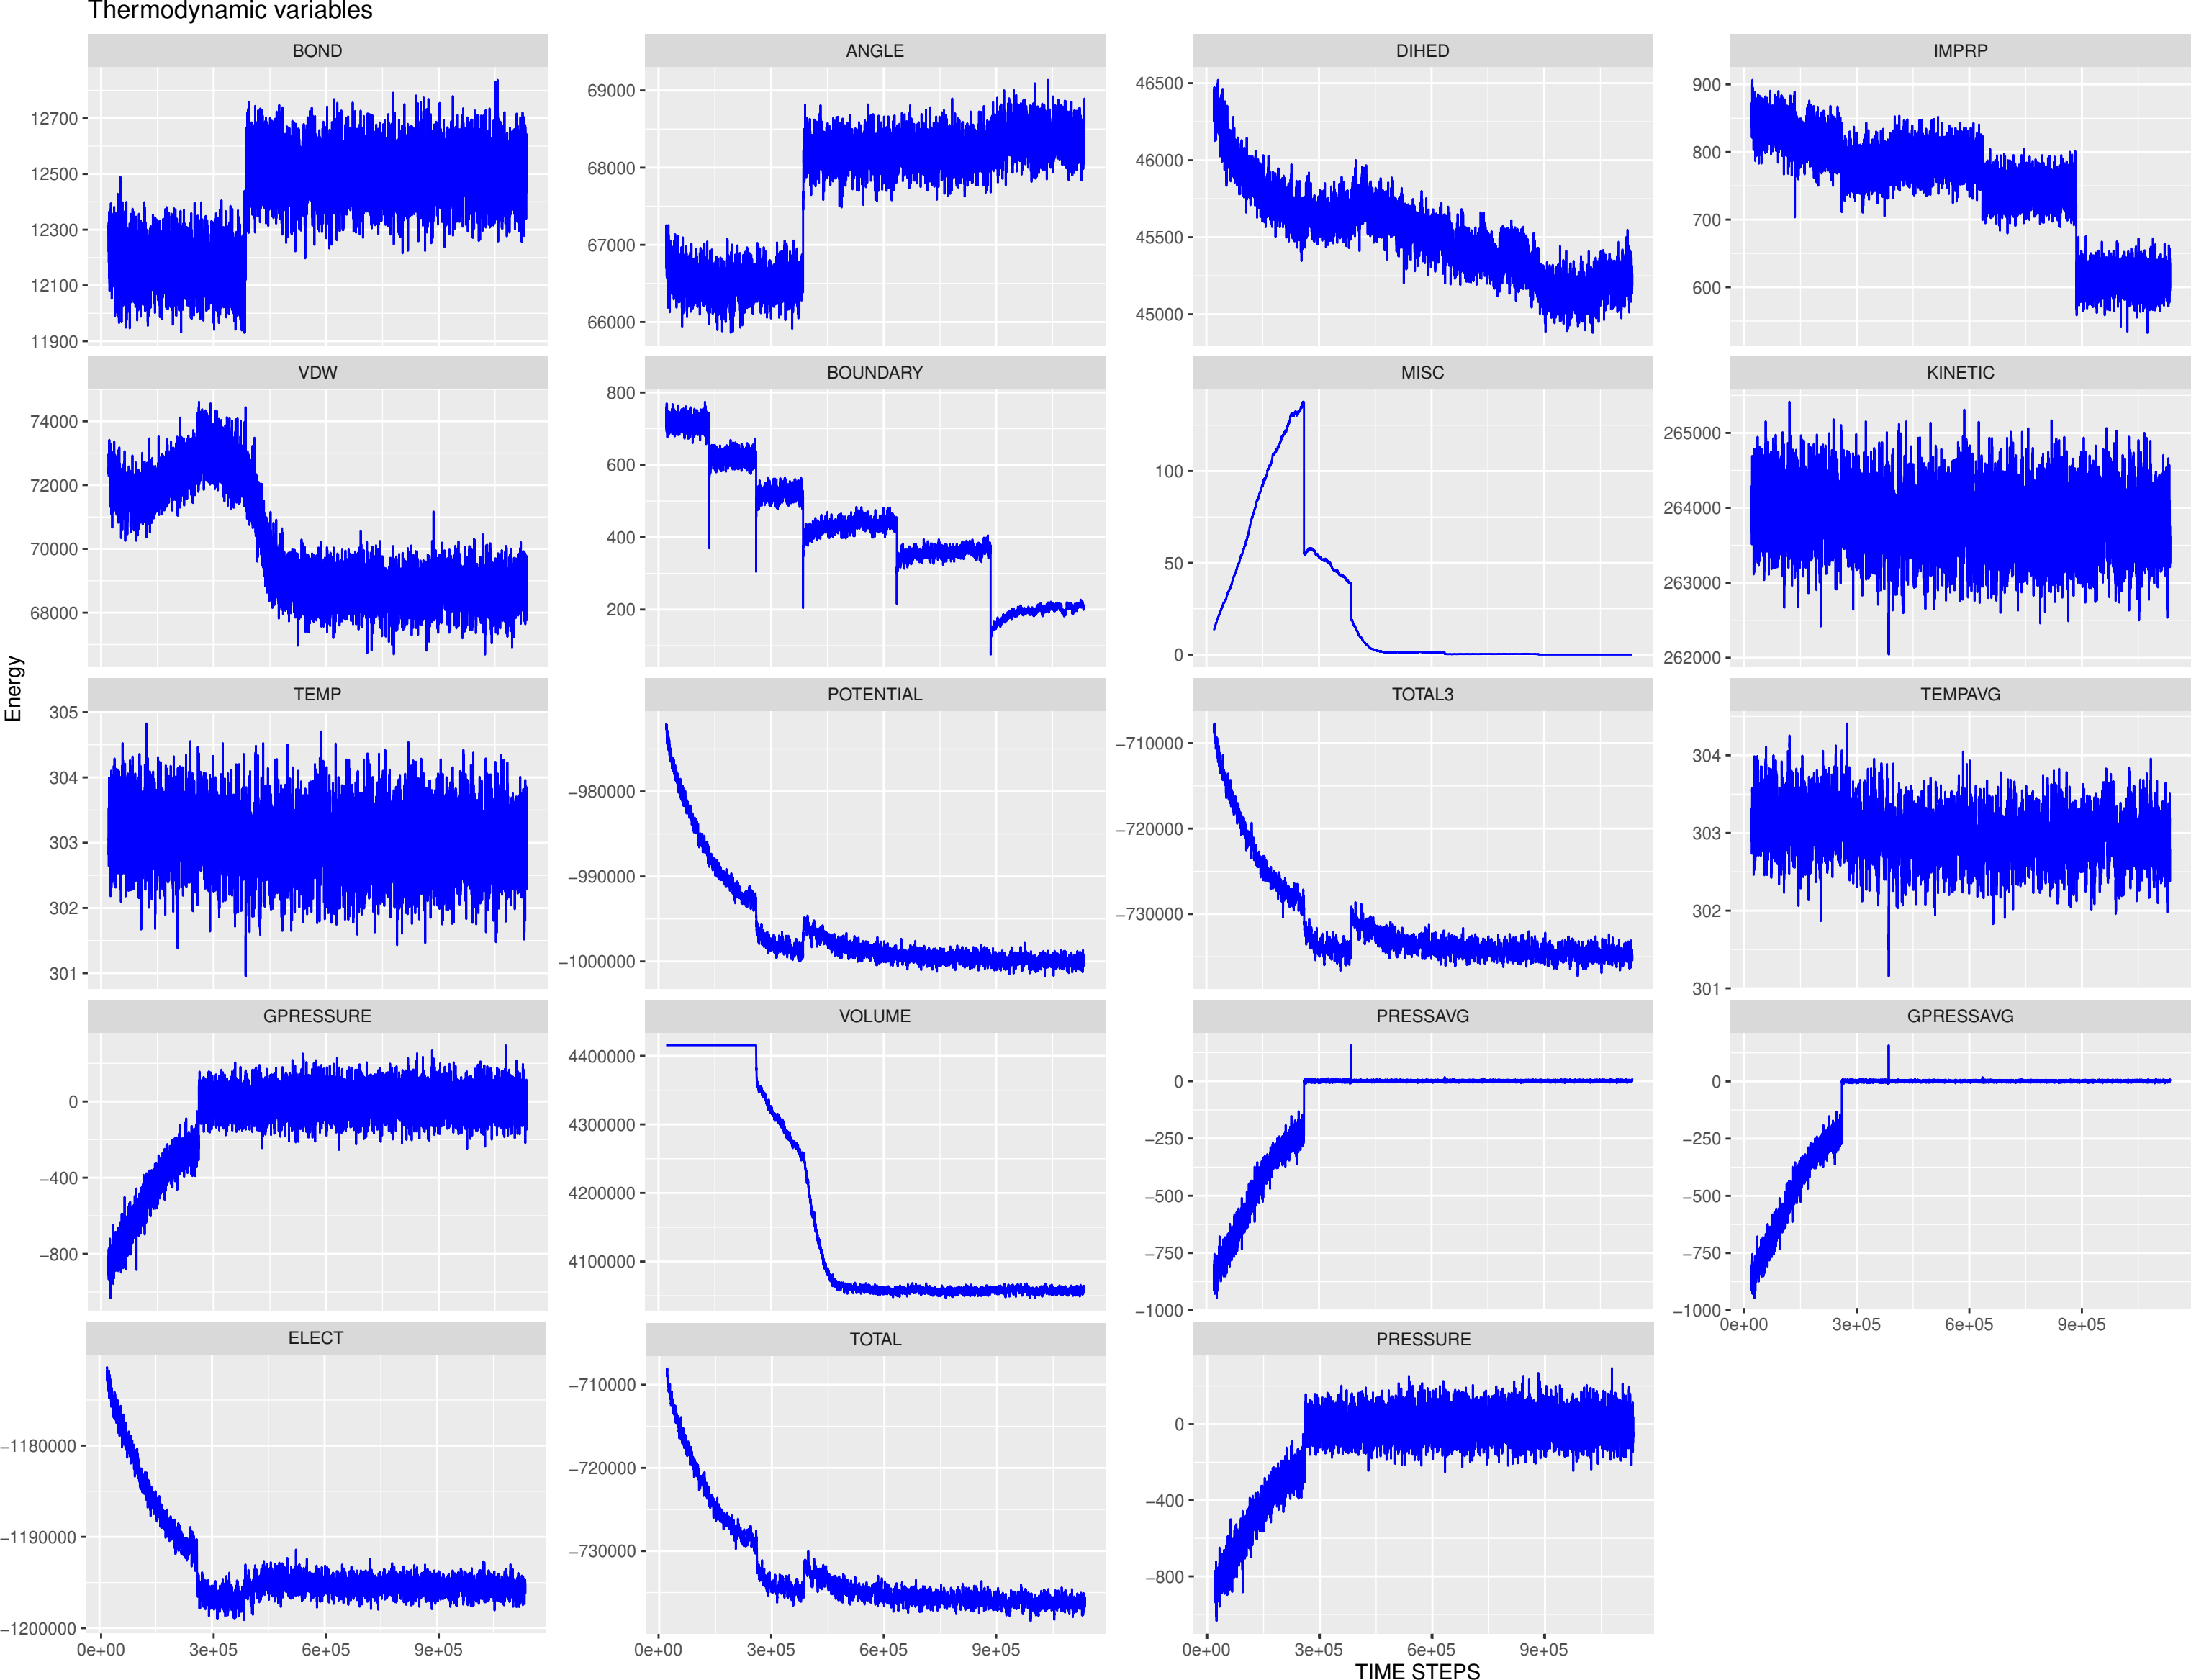 Thermodynamic variables
BOND ANGLE DIHED IMPRP
12700 12500 12300 12100 11900
69000 68000 67000 66000
46500 46000 45500 45000
900 800 700 600
VDW BOUNDARY MISC KINETIC
74000 72000 70000 68000
800 600 400 200
100 50 0
265000 264000 263000 262000
Energy
TEMP POTENTIAL TOTAL3 TEMPAVG
305 304 303 302 301
−980000 −990000 −1000000
−710000 −720000 −730000
304 303 302 301
GPRESSURE VOLUME PRESSAVG GPRESSAVG
0 −400 −800
4400000 4300000 4200000 4100000
0 −250 −500 −750 −1000
0 −250 −500 −750 −1000
0e+00 3e+05 6e+05 9e+05
ELECT TOTAL PRESSURE
−1180000 −1190000 −1200000
−710000 −720000 −730000
0 −400 −800
0e+00 3e+05 6e+05 9e+05 0e+00 3e+05 6e+05 9e+05 0e+00 3e+05 6e+05 9e+05
TIME STEPS